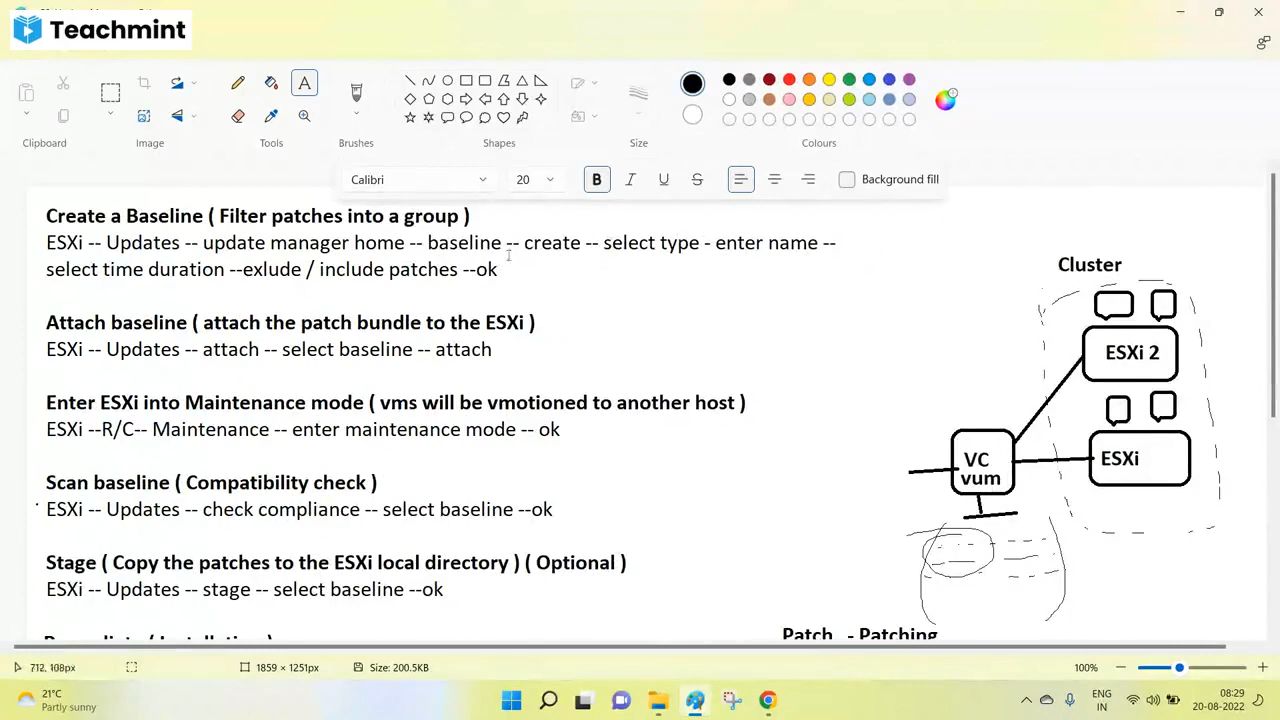 Teachmint
Clipboard
Image
Tools
Brushes
Shapes
Size
Colours
Calibri
20
B I U S
Background fill
Create a Baseline ( Filter patches into a group )
ESXi -- Updates -- update manager home -- baseline -- create -- select type - enter name --
select time duration --exlude / include patches --ok
Attach baseline ( attach the patch bundle to the ESXi )
ESXi -- Updates -- attach -- select baseline -- attach
Enter ESXi into Maintenance mode ( vms will be vmotioned to another host )
ESXi --R/C-- Maintenance -- enter maintenance mode -- ok
Scan baseline ( Compatibility check )
ESXi -- Updates -- check compliance -- select baseline --ok
Stage ( Copy the patches to the ESXi local directory ) ( Optional )
ESXi -- Updates -- stage -- select baseline --ok
Cluster
ESXi 2
ESXi
VC
vum
Patch - Patching
712, 108px
1859 × 1251px
Size: 200.5KB
100%
21°C
Partly sunny
ENG
IN
08:29
20-08-2022